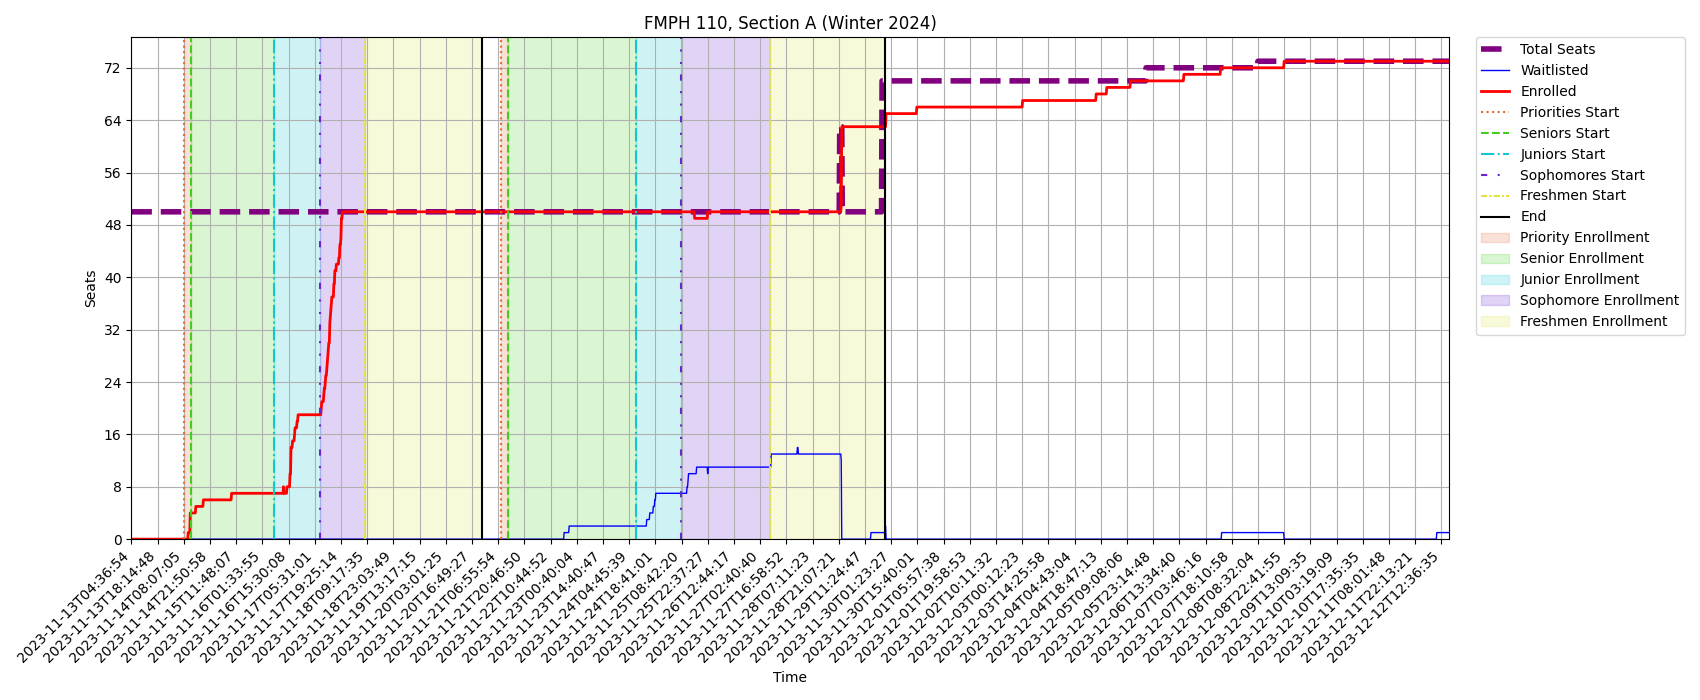 FMPH 110, Section A (Winter 2024)
Seats
72
64
56
48
40
32
24
16
8
0
2023-11-13T04:36:54
2023-11-13T18:14:48
2023-11-14T08:07:05
2023-11-14T21:50:58
2023-11-15T11:48:07
2023-11-16T01:33:55
2023-11-16T15:30:08
2023-11-17T05:31:01
2023-11-17T19:25:14
2023-11-18T09:17:35
2023-11-18T23:03:49
2023-11-19T13:17:15
2023-11-20T03:01:25
2023-11-20T16:49:27
2023-11-21T06:55:54
2023-11-21T20:46:50
2023-11-22T10:44:52
2023-11-23T00:40:04
2023-11-23T14:40:47
2023-11-24T04:45:39
2023-11-24T18:41:01
2023-11-25T08:42:20
2023-11-25T22:37:27
2023-11-26T12:44:17
2023-11-27T02:40:40
2023-11-27T16:58:52
2023-11-28T07:11:23
2023-11-28T21:07:21
2023-11-29T11:24:47
2023-11-30T01:23:27
2023-11-30T15:40:01
2023-12-01T05:57:38
2023-12-01T19:58:53
2023-12-02T10:11:32
2023-12-03T00:12:23
2023-12-03T14:25:58
2023-12-04T04:43:04
2023-12-04T18:47:13
2023-12-05T09:08:06
2023-12-05T23:14:48
2023-12-06T13:34:40
2023-12-07T03:46:16
2023-12-07T18:10:58
2023-12-08T08:32:04
2023-12-08T22:41:55
2023-12-09T13:09:35
2023-12-10T03:19:09
2023-12-10T17:35:35
2023-12-11T08:01:48
2023-12-11T22:13:21
2023-12-12T12:36:35
Time
Total Seats
Waitlisted
Enrolled
Priorities Start
Seniors Start
Juniors Start
Sophomores Start
Freshmen Start
End
Priority Enrollment
Senior Enrollment
Junior Enrollment
Sophomore Enrollment
Freshmen Enrollment